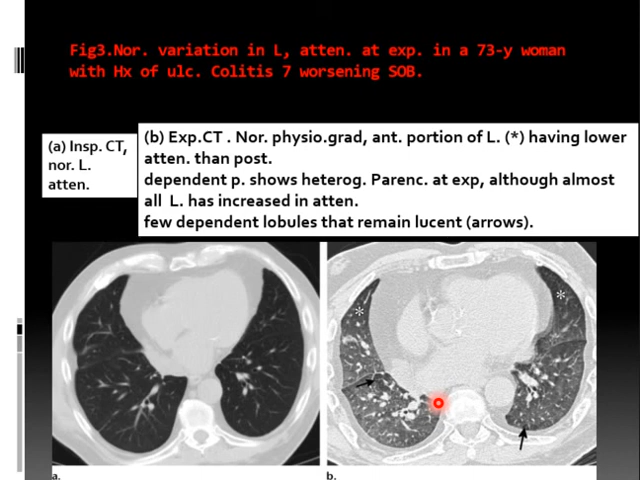 Fig3.Nor. variation in L, atten. at exp. in a 73-y woman
with Hx of ulc. Colitis 7 worsening SOB.
(a) Insp. CT,
nor. L.
atten.
(b) Exp.CT . Nor. physio.grad, ant. portion of L. (*) having lower
atten. than post.
dependent p. shows heterog. Parenc. at exp, although almost
all L. has increased in atten.
few dependent lobules that remain lucent (arrows).
* *
a. b.